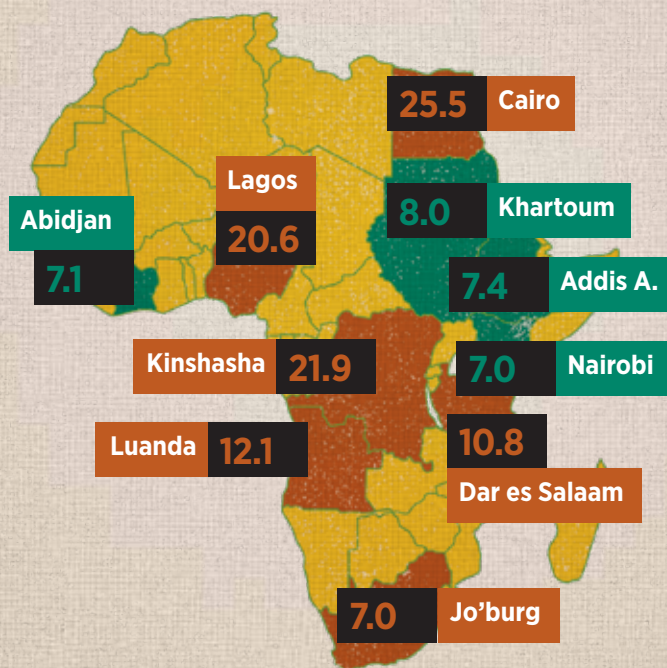 25.5 Cairo
Lagos
20.6
8.0 Khartoum
Abidjan
7.1
7.4 Addis A.
Kinshasha 21.9
7.0 Nairobi
Luanda 12.1
10.8
Dar es Salaam
7.0 Jo’burg